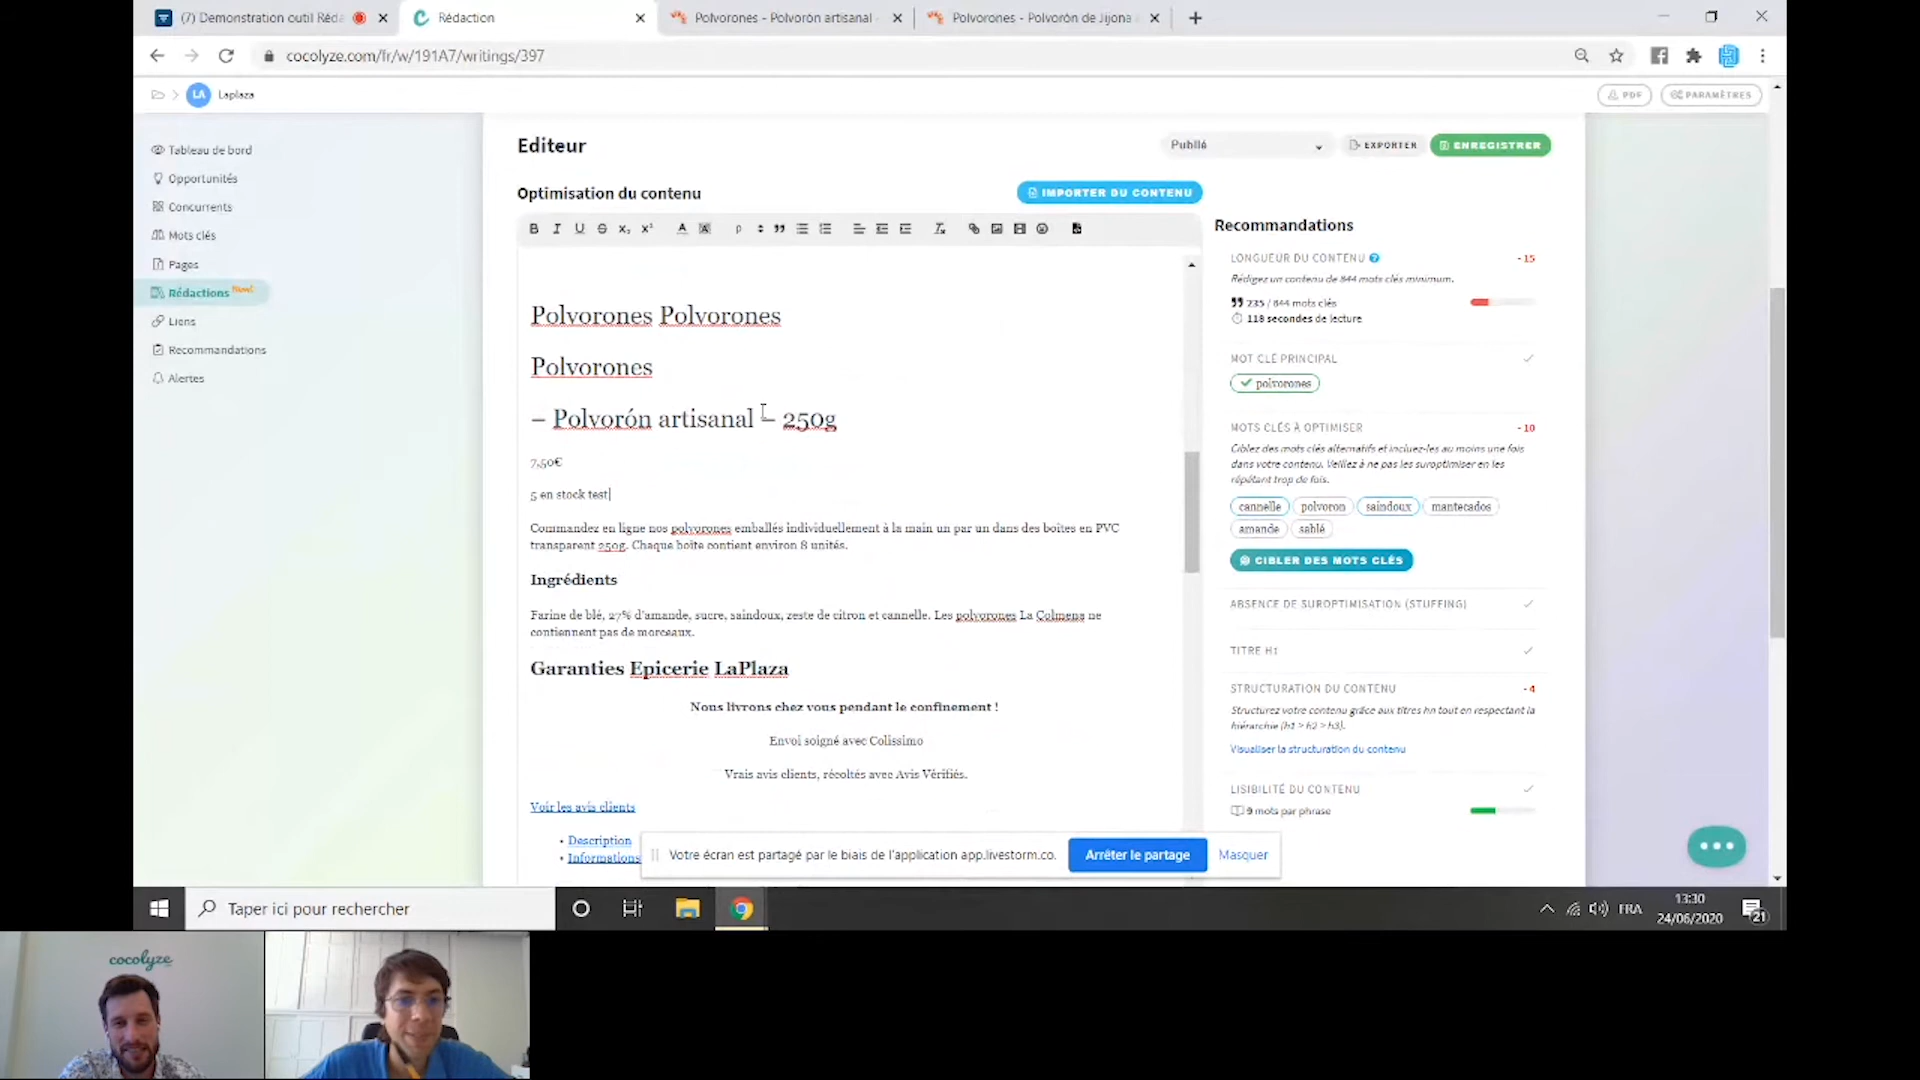 (7) Demonstration outil Réda
Rédaction
Polvorones - Polvorón artisanal -
Polvorones - Polvorón de Jijona
cocolyze.com/fr/w/191A7/writings/397
LA Laplaza
PDF
PARAMÈTRES
Tableau de bord
Opportunités
Concurrents
Mots clés
Pages
Rédactions New!
Liens
Recommandations
Alertes
Editeur
Publié
EXPORTER
ENREGISTRER
Optimisation du contenu
IMPORTER DU CONTENU
Polvorones Polvorones
Polvorones
– Polvorón artisanal – 250g
7,50€
5 en stock test
Commandez en ligne nos polvorones emballés individuellement à la main un par un dans des boites en PVC
transparent 250g. Chaque boîte contient environ 8 unités.
Ingrédients
Farine de blé, 27% d'amande, sucre, saindoux, zeste de citron et cannelle. Les polvorones La Colmena ne
contiennent pas de morceaux.
Garanties Epicerie LaPlaza
Nous livrons chez vous pendant le confinement !
Envoi soigné avec Colissimo
Vrais avis clients, récoltés avec Avis Vérifiés.
Voir les avis clients
• Description
• Informations
Recommandations
LONGUEUR DU CONTENU - 15
Rédigez un contenu de 844 mots clés minimum.
235 / 844 mots clés
118 secondes de lecture
MOT CLÉ PRINCIPAL
polvorones
MOTS CLÉS À OPTIMISER - 10
Ciblez des mots clés alternatifs et incluez-les au moins une fois
dans votre contenu. Veillez à ne pas les suroptimiser en les
répétant trop de fois.
cannelle polvoron saindoux mantecados
amande sablé
CIBLER DES MOTS CLÉS
ABSENCE DE SUROPTIMISATION (STUFFING)
TITRE H1
STRUCTURATION DU CONTENU - 4
Structurez votre contenu grâce aux titres hn tout en respectant la
hiérarchie (h1 > h2 > h3).
Visualiser la structuration du contenu
LISIBILITÉ DU CONTENU
9 mots par phrase
Votre écran est partagé par le biais de l'application app.livestorm.co.
Arrêter le partage
Masquer
Taper ici pour rechercher
FRA
13:30
24/06/2020
21
cocolyze